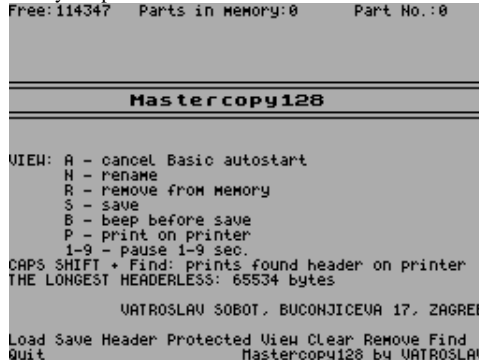 Free:114347 Parts in memory:0 Part No.:0
Mastercopy128
VIEW: A - cancel Basic autostart
N - rename
R - remove from memory
S - save
B - beep before save
P - print on printer
1-9 - pause 1-9 sec.
CAPS SHIFT + Find: prints found header on printer
THE LONGEST HEADERLESS: 65534 bytes
VATROSLAV SOBOT, BUCONJICEVA 17, ZAGREB
Load Save Header Protected View Clear Remove Find
Quit Mastercopy128 by VATROSLAV